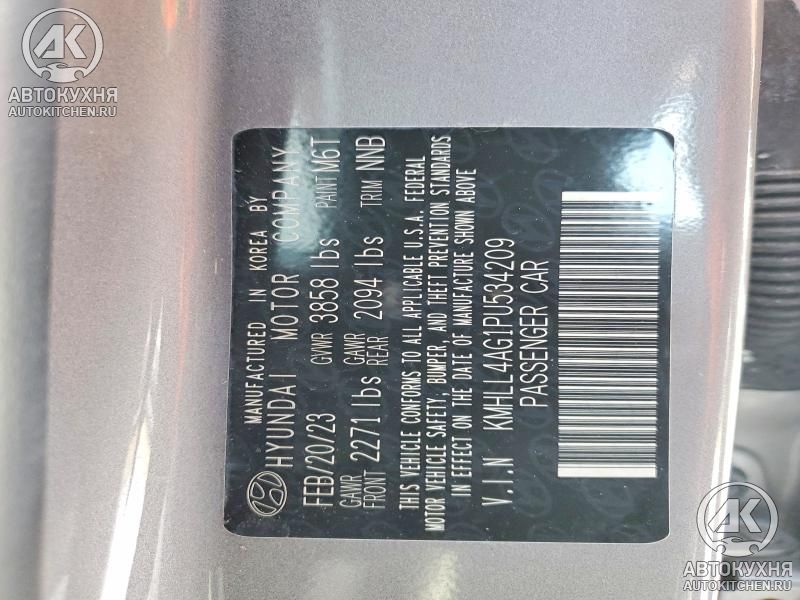 MANUFACTURED IN KOREA BY
HYUNDAI MOTOR COMPANY
FEB/20/23 GVWR 3858 lbs PAINT M6T
GAWR FRONT 2271 lbs GAWR REAR 2094 lbs TRIM NNB
THIS VEHICLE CONFORMS TO ALL APPLICABLE U.S.A. FEDERAL
MOTOR VEHICLE SAFETY, BUMPER, AND THEFT PREVENTION STANDARDS
IN EFFECT ON THE DATE OF MANUFACTURE SHOWN ABOVE
V.I.N KMHLL4AG1PU534209
PASSENGER CAR
АК
АВТОКУХНЯ
AUTOKITCHEN.RU
АК
АВТОКУХНЯ
AUTOKITCHEN.RU